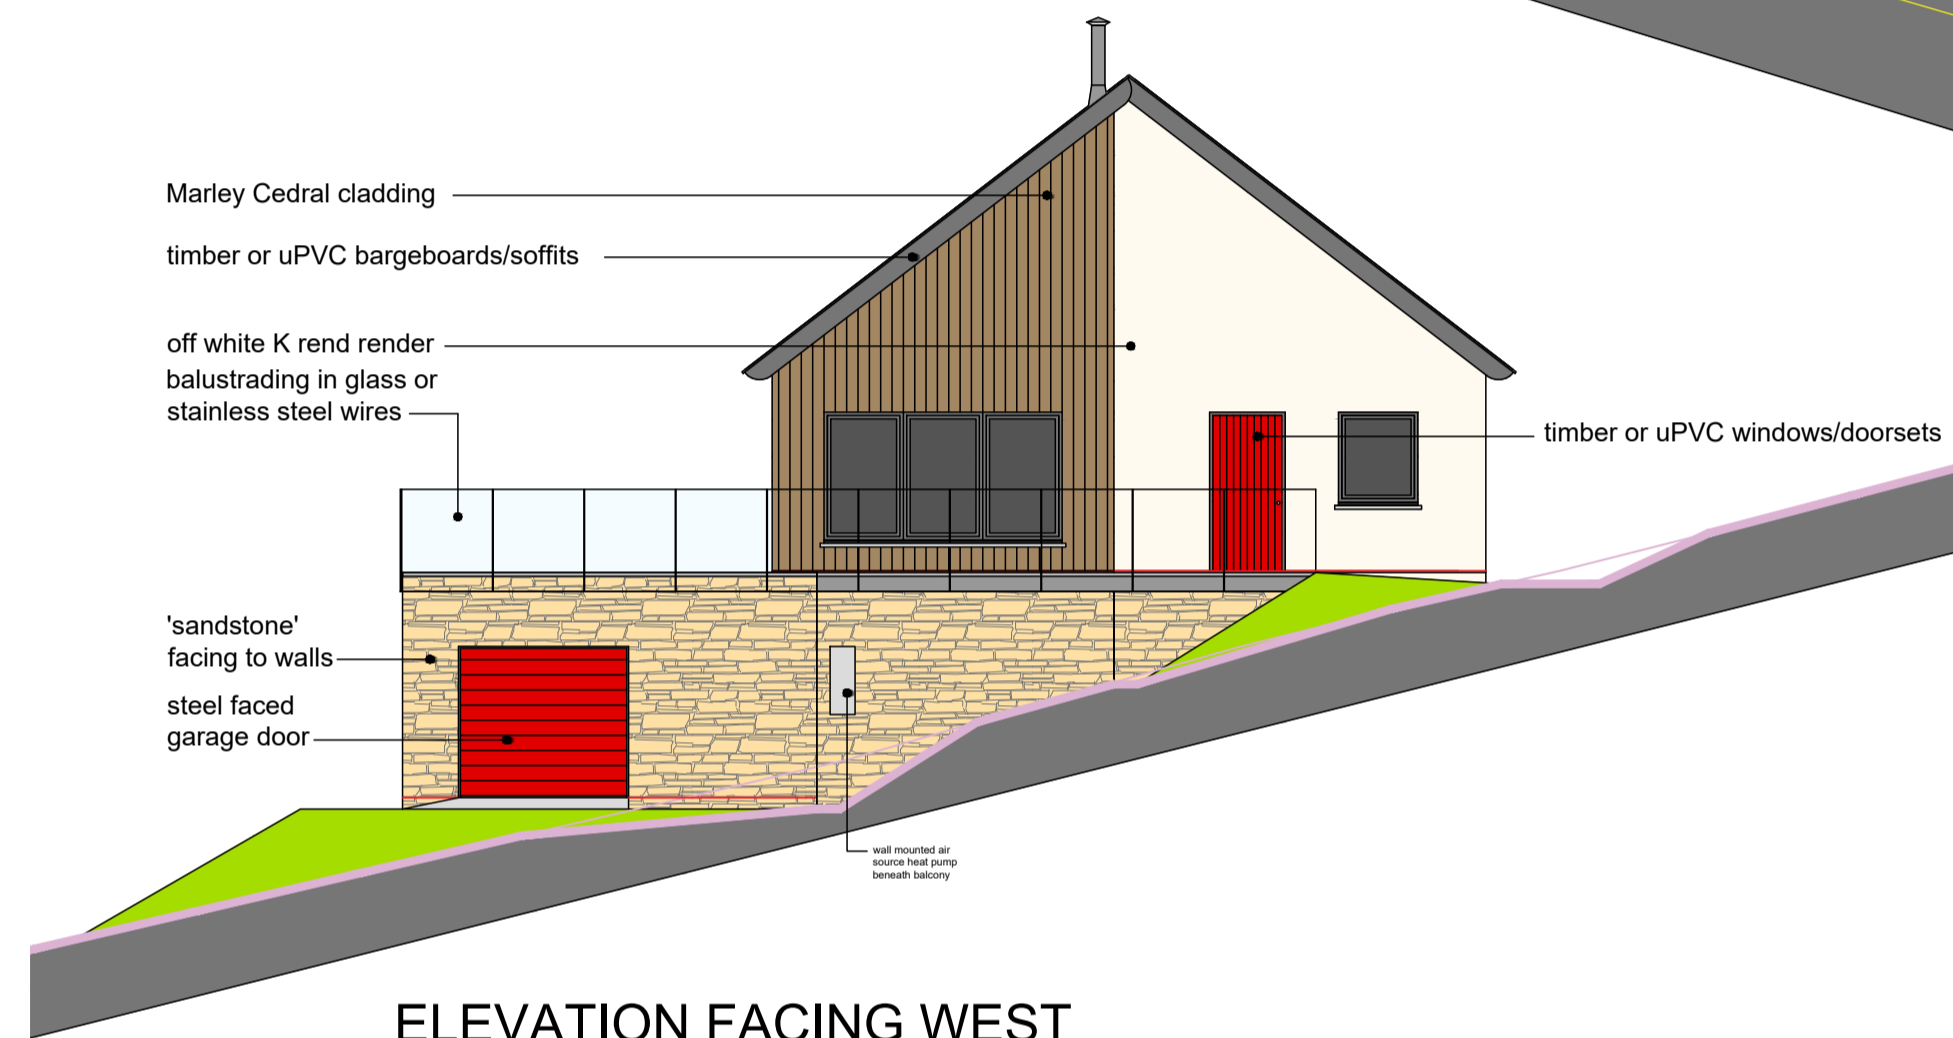 Marley Cedral cladding
timber or uPVC bargeboards/soffits
off white K rend render
balustrading in glass or
stainless steel wires
timber or uPVC windows/doorsets
'sandstone'
facing to walls
steel faced
garage door
wall mounted air
source heat pump
beneath balcony
ELEVATION FACING WEST